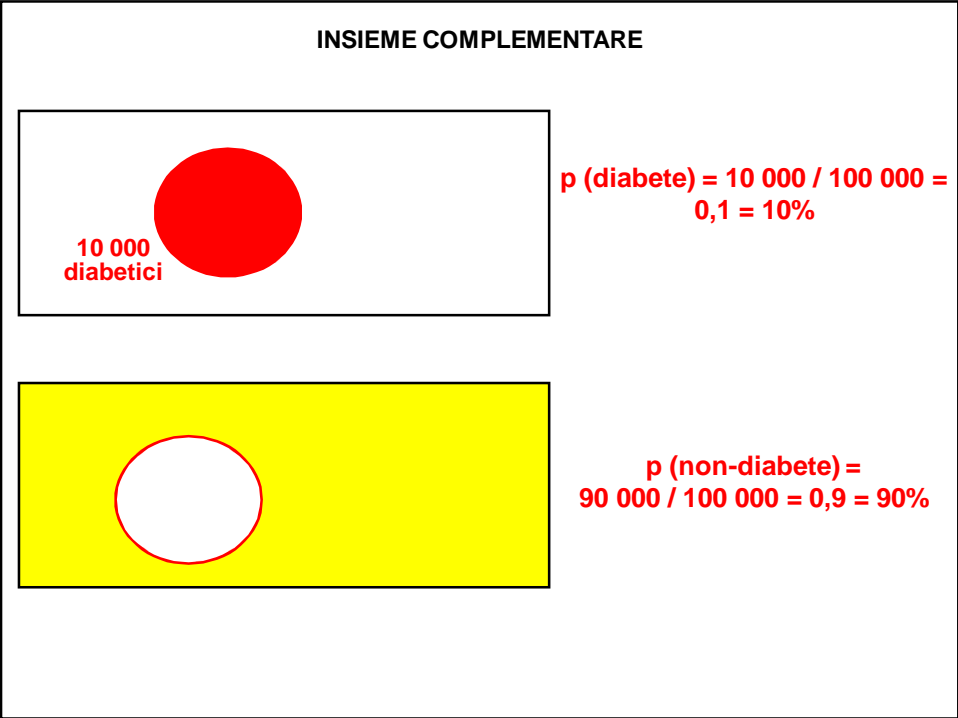 INSIEME COMPLEMENTARE
p (diabete) = 10 000 / 100 000 =
0,1 = 10%
10 000
diabetici
p (non-diabete) =
90 000 / 100 000 = 0,9 = 90%